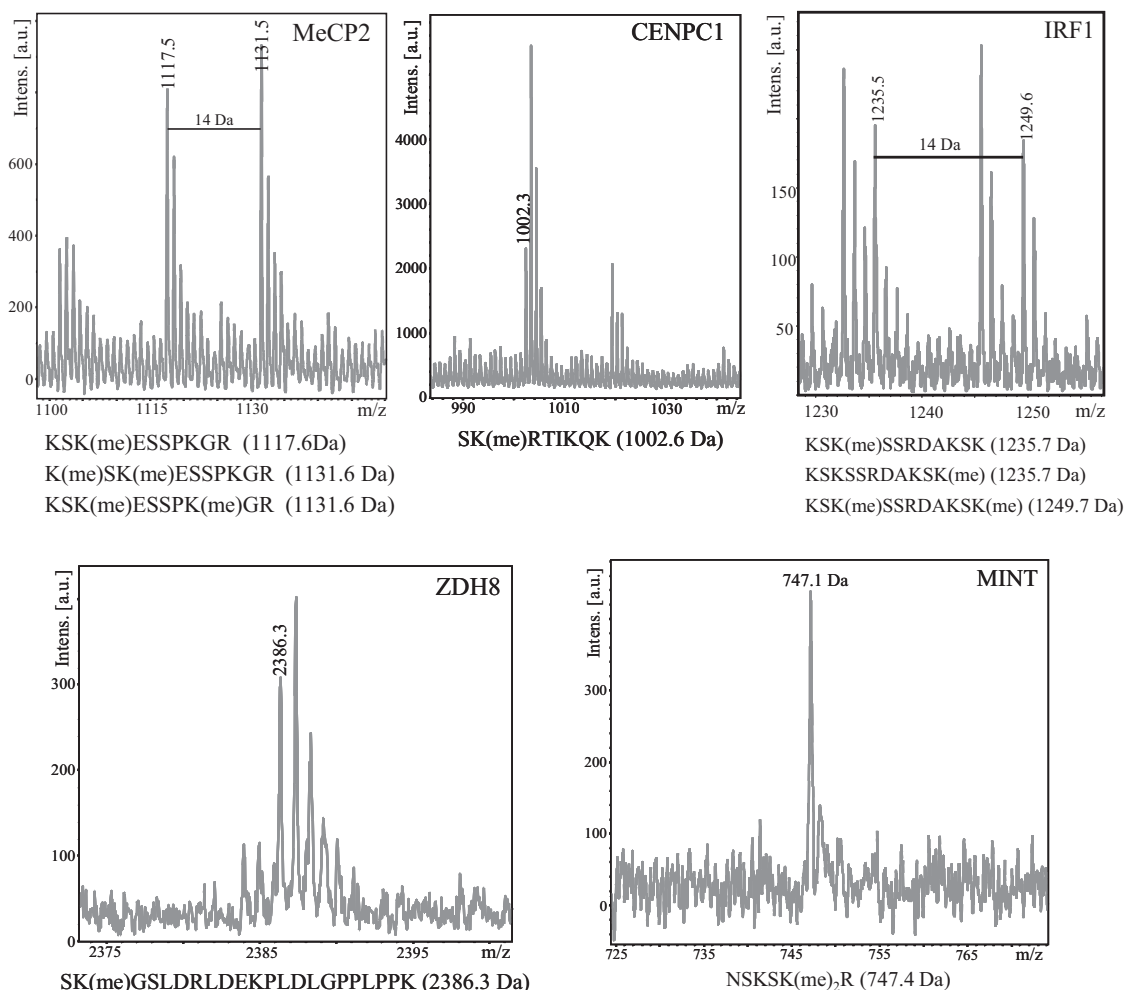 MeCP2
Intens. [a.u.]
1117.5
1131.5
14 Da
600
400
200
0
1100 1115 1130 m/z
KSK(me)ESSPKGR (1117.6Da)
K(me)SK(me)ESSPKGR (1131.6 Da)
KSK(me)ESSPK(me)GR (1131.6 Da)
CENPC1
Intens. [a.u.]
1002.3
4000
3000
2000
1000
0
990 1010 1030 m/z
SK(me)RTIKQK (1002.6 Da)
IRF1
Intens. [a.u.]
1235.5
1249.6
14 Da
150
100
50
1230 1240 1250 m/z
KSK(me)SSRDAKSK (1235.7 Da)
KSKSSRDAKSK(me) (1235.7 Da)
KSK(me)SSRDAKSK(me) (1249.7 Da)
ZDH8
Intens. [a.u.]
2386.3
300
200
100
0
2375 2385 2395 m/z
SK(me)GSLDRLDEKPLDLGPPLPPK (2386.3 Da)
MINT
Intens. [a.u.]
747.1 Da
300
200
100
0
725 735 745 755 765 m/z
NSKSK(me)₂R (747.4 Da)